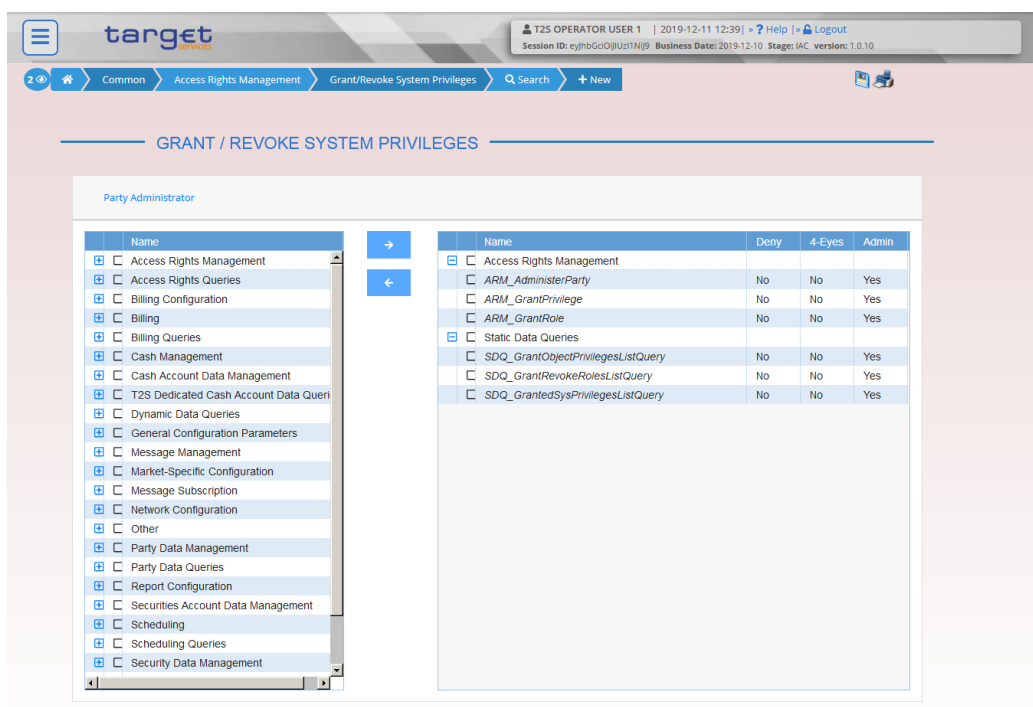 target
services
T2S OPERATOR USER 1 | 2019-12-11 12:39| » ? Help |» Logout
Session ID: eyJhbGciOiJIUzI1NiJ9 Business Date: 2019-12-10 Stage: IAC version: 1.0.10
2 Common Access Rights Management Grant/Revoke System Privileges Search + New
GRANT / REVOKE SYSTEM PRIVILEGES
Party Administrator
Name
Access Rights Management
Access Rights Queries
Billing Configuration
Billing
Billing Queries
Cash Management
Cash Account Data Management
T2S Dedicated Cash Account Data Queri
Dynamic Data Queries
General Configuration Parameters
Message Management
Market-Specific Configuration
Message Subscription
Network Configuration
Other
Party Data Management
Party Data Queries
Report Configuration
Securities Account Data Management
Scheduling
Scheduling Queries
Security Data Management
Name Deny 4-Eyes Admin
Access Rights Management
ARM_AdministerParty No No Yes
ARM_GrantPrivilege No No Yes
ARM_GrantRole No No Yes
Static Data Queries
SDQ_GrantObjectPrivilegesListQuery No No Yes
SDQ_GrantRevokeRolesListQuery No No Yes
SDQ_GrantedSysPrivilegesListQuery No No Yes